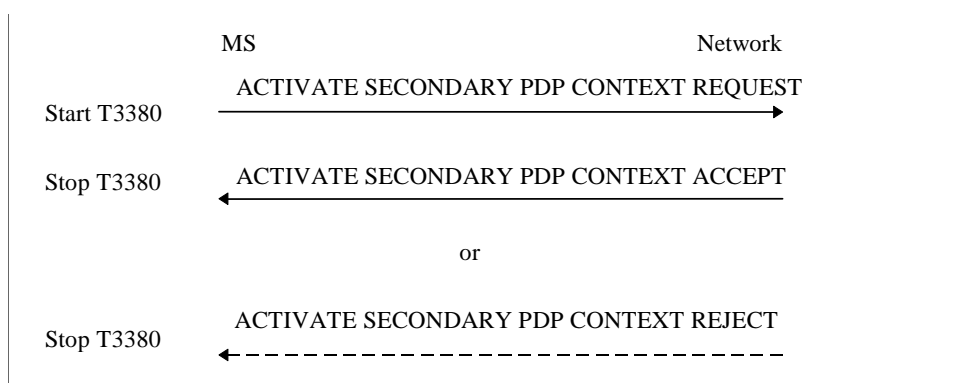 MS Network
ACTIVATE SECONDARY PDP CONTEXT REQUEST
Start T3380
ACTIVATE SECONDARY PDP CONTEXT ACCEPT
Stop T3380
or
ACTIVATE SECONDARY PDP CONTEXT REJECT
Stop T3380